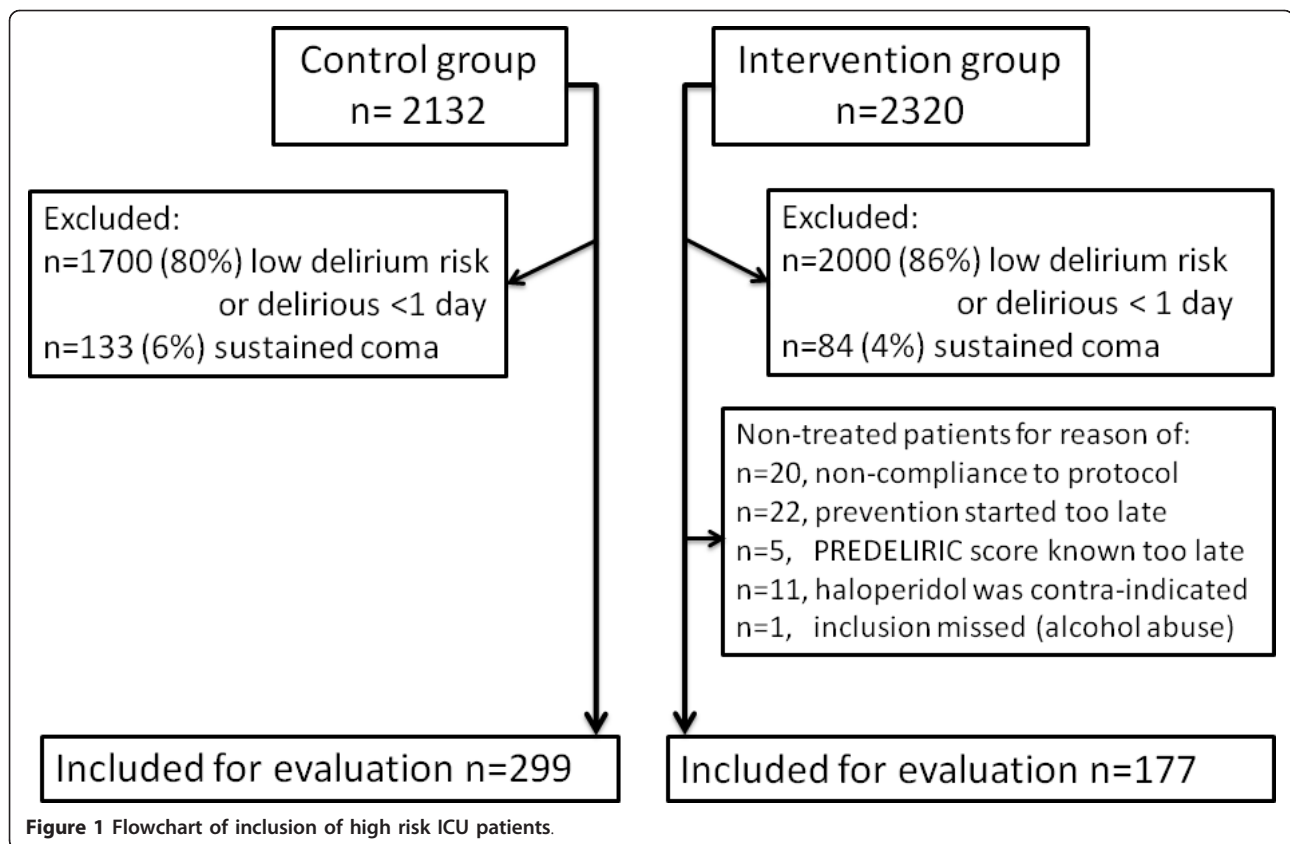 Control group
n= 2132
Intervention group
n=2320
Excluded:
n=1700 (80%) low delirium risk
or delirious <1 day
n=133 (6%) sustained coma
Excluded:
n=2000 (86%) low delirium risk
or delirious < 1 day
n=84 (4%) sustained coma
Non-treated patients for reason of:
n=20, non-compliance to protocol
n=22, prevention started too late
n=5, PREDELIRIC score known too late
n=11, haloperidol was contra-indicated
n=1, inclusion missed (alcohol abuse)
Included for evaluation n=299
Included for evaluation n=177
Figure 1 Flowchart of inclusion of high risk ICU patients.